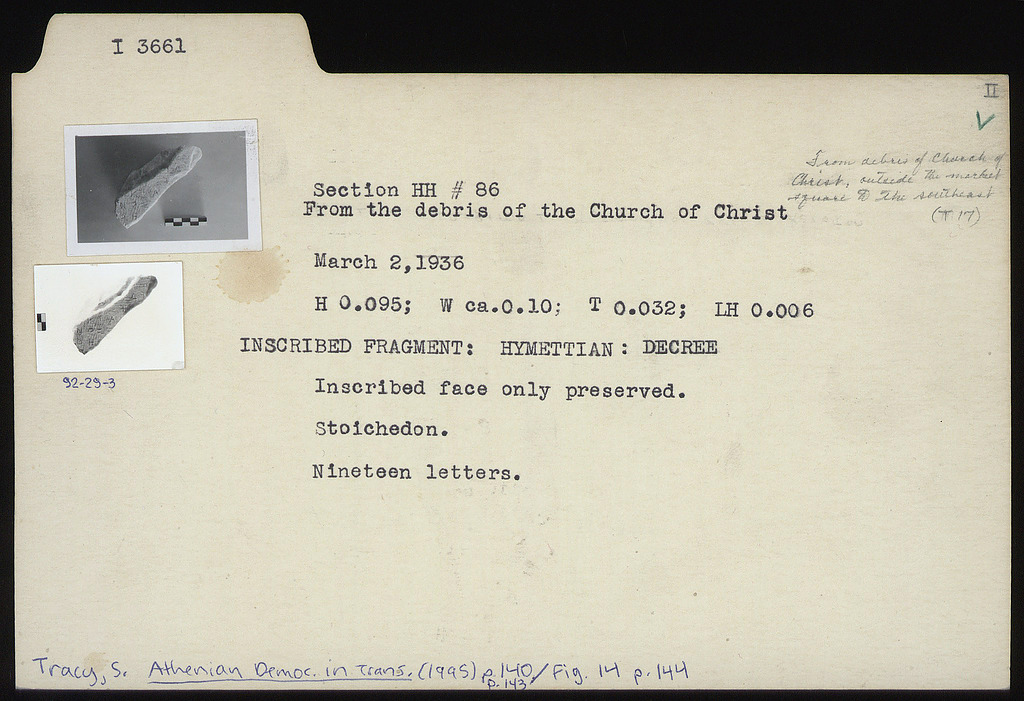 I 3661
II
From debris of Church of
Christ, outside the market
square to the southeast
(T 17)
Section HH # 86
From the debris of the Church of Christ
March 2,1936
H 0.095; W ca.0.10; T 0.032; LH 0.006
INSCRIBED FRAGMENT: HYMETTIAN: DECREE
92-29-3
Inscribed face only preserved.
Stoichedon.
Nineteen letters.
Tracy, S. Athenian Democ. in Trans. (1995) p.140/ Fig. 14 p.144
p.143